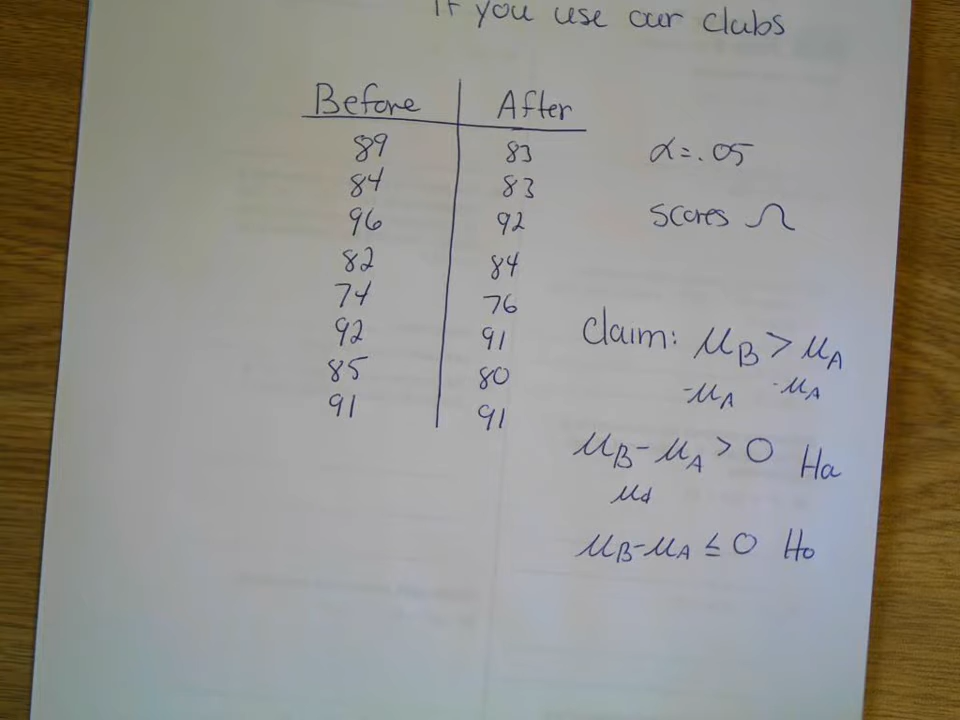 If you use our clubs
Before After
89 83
84 83
96 92
82 84
74 76
92 91
85 80
91 91
α=.05
scores
Claim: μB > μA
-μA -μA
μB-μA > 0 Ha
μd
μB-μA ≤ 0 Ho